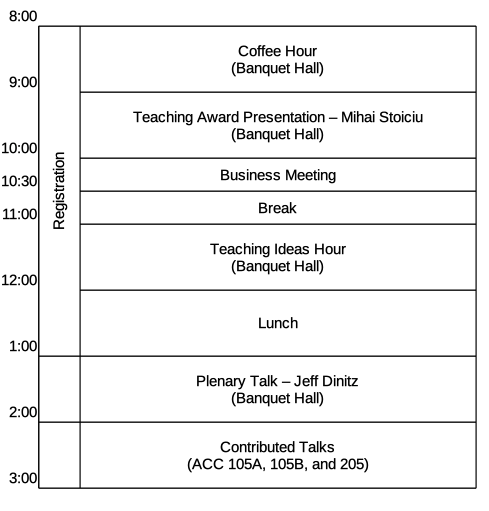 8:00
Coffee Hour
(Banquet Hall)
9:00
Teaching Award Presentation – Mihai Stoiciu
(Banquet Hall)
10:00
Registration
Business Meeting
10:30
Break
11:00
Teaching Ideas Hour
(Banquet Hall)
12:00
Lunch
1:00
Plenary Talk – Jeff Dinitz
(Banquet Hall)
2:00
Contributed Talks
(ACC 105A, 105B, and 205)
3:00